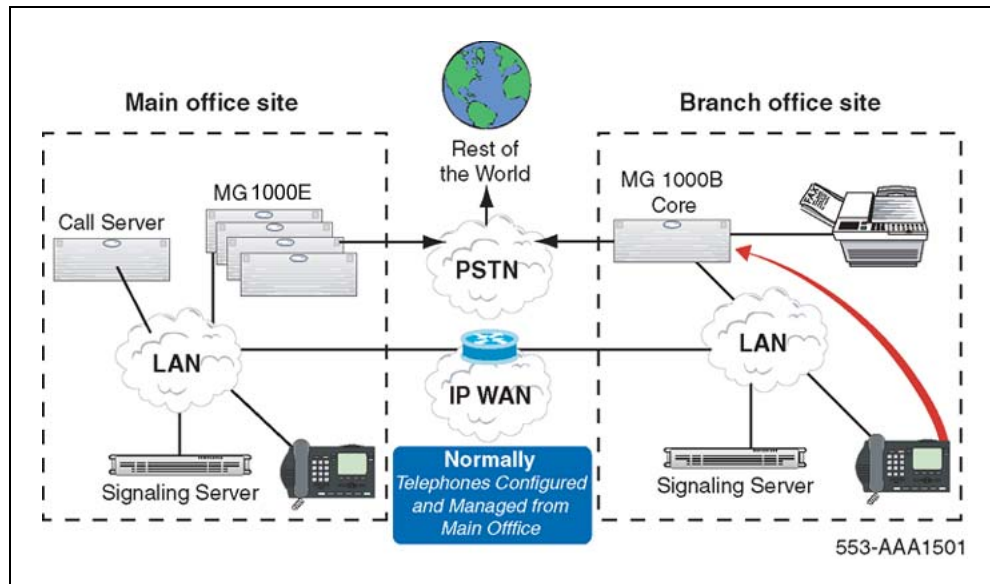 Main office site
Branch office site
Rest of
the World
MG 1000E
Call Server
MG 1000B
Core
FAX
PSTN
LAN
LAN
IP WAN
Signaling Server
Signaling Server
Normally
Telephones Configured
and Managed from
Main Offfice
553-AAA1501